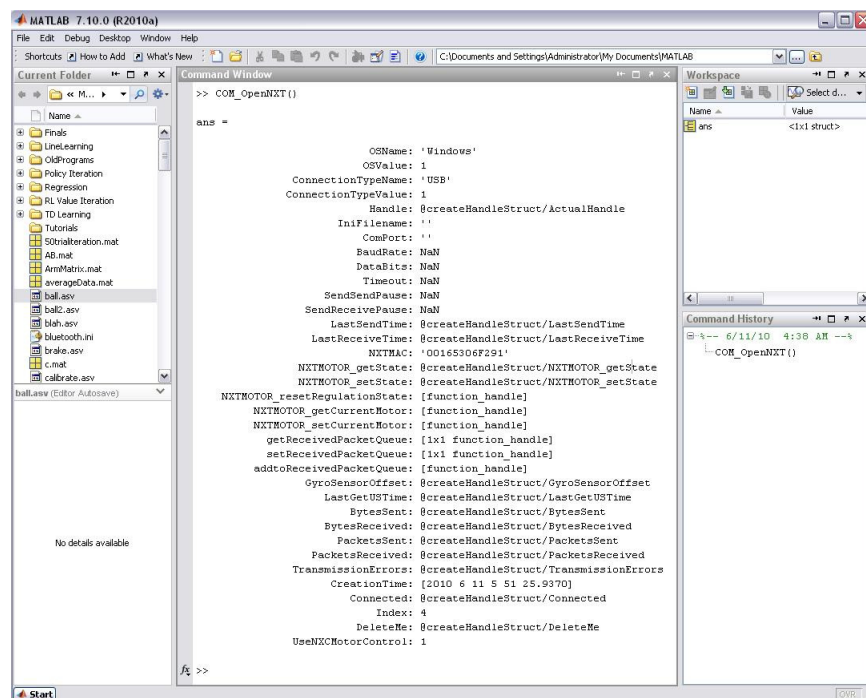 MATLAB 7.10.0 (R2010a)
File Edit Debug Desktop Window Help
Shortcuts How to Add What's New C:\Documents and Settings\Administrator\My Documents\MATLAB
Current Folder
« M...
Name
Finals
LineLearning
OldPrograms
Policy Iteration
Regression
RL Value Iteration
TD Learning
Tutorials
50trialiteration.mat
AB.mat
ArmMatrix.mat
averageData.mat
ball.asv
ball2.asv
blah.asv
bluetooth.ini
brake.asv
c.mat
calibrate.asv
ball.asv (Editor Autosave)
No details available
Command Window
>> COM_OpenNXT()
ans =
OSName: 'Windows'
OSValue: 1
ConnectionTypeName: 'USB'
ConnectionTypeValue: 1
Handle: @createHandleStruct/ActualHandle
IniFilename: ''
ComPort: ''
BaudRate: NaN
DataBits: NaN
Timeout: NaN
SendSendPause: NaN
SendReceivePause: NaN
LastSendTime: @createHandleStruct/LastSendTime
LastReceiveTime: @createHandleStruct/LastReceiveTime
NXTMAC: '00165306F291'
NXTMOTOR_getState: @createHandleStruct/NXTMOTOR_getState
NXTMOTOR_setState: @createHandleStruct/NXTMOTOR_setState
NXTMOTOR_resetRegulationState: [function_handle]
NXTMOTOR_getCurrentMotor: [function_handle]
NXTMOTOR_setCurrentMotor: [function_handle]
getReceivedPacketQueue: [1x1 function_handle]
setReceivedPacketQueue: [1x1 function_handle]
addtoReceivedPacketQueue: [function_handle]
GyroSensorOffset: @createHandleStruct/GyroSensorOffset
LastGetUSTime: @createHandleStruct/LastGetUSTime
BytesSent: @createHandleStruct/BytesSent
BytesReceived: @createHandleStruct/BytesReceived
PacketsSent: @createHandleStruct/PacketsSent
PacketsReceived: @createHandleStruct/PacketsReceived
TransmissionErrors: @createHandleStruct/TransmissionErrors
CreationTime: [2010 6 11 5 51 25.9370]
Connected: @createHandleStruct/Connected
Index: 4
DeleteMe: @createHandleStruct/DeleteMe
UseNXCMotorControl: 1
fx >>
Workspace
Select d...
Name Value
ans <1x1 struct>
Command History
%-- 6/11/10 4:38 AM --%
COM_OpenNXT()
Start
OVR